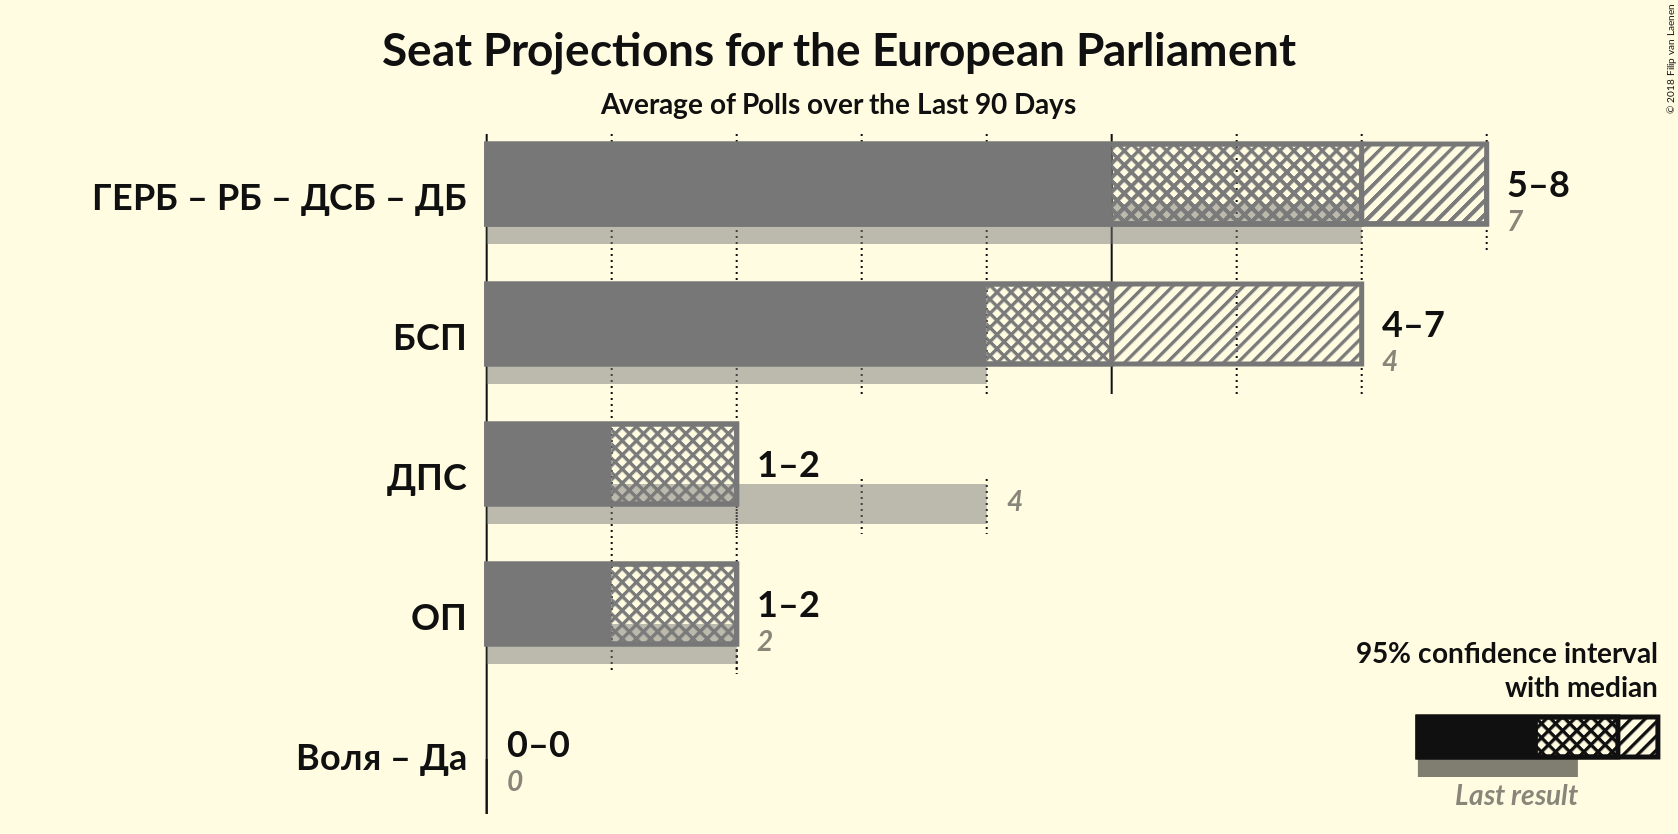 Seat Projections for the European Parliament
Average of Polls over the Last 90 Days
© 2018 Filip van Laenen
ГЕРБ – РБ – ДСБ – ДБ
5–8
7
БСП
4–7
4
ДПС
1–2
4
ОП
1–2
2
Воля – Да
0–0
0
95% confidence interval
with median
Last result